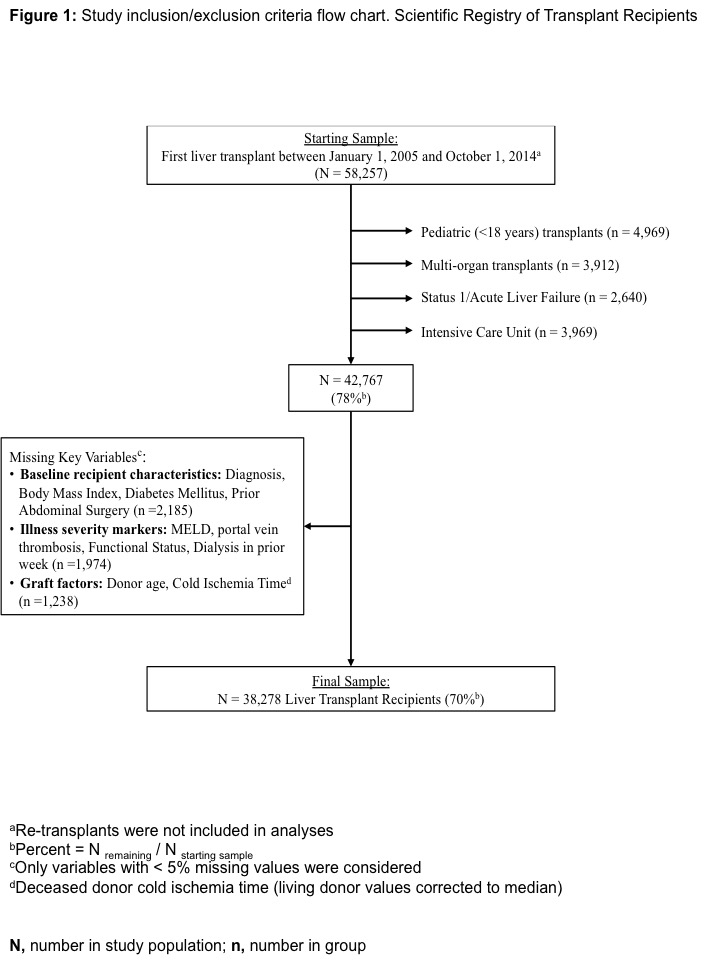 Figure 1: Study inclusion/exclusion criteria flow chart. Scientific Registry of Transplant Recipients
Starting Sample:
First liver transplant between January 1, 2005 and October 1, 2014ᵃ
(N = 58,257)
Pediatric (<18 years) transplants (n = 4,969)
Multi-organ transplants (n = 3,912)
Status 1/Acute Liver Failure (n = 2,640)
Intensive Care Unit (n = 3,969)
N = 42,767
(78%ᵇ)
Missing Key Variablesᶜ:
• Baseline recipient characteristics: Diagnosis,
Body Mass Index, Diabetes Mellitus, Prior
Abdominal Surgery (n =2,185)
• Illness severity markers: MELD, portal vein
thrombosis, Functional Status, Dialysis in prior
week (n =1,974)
• Graft factors: Donor age, Cold Ischemia Timeᵈ
(n =1,238)
Final Sample:
N = 38,278 Liver Transplant Recipients (70%ᵇ)
ᵃRe-transplants were not included in analyses
ᵇPercent = N remaining / N starting sample
ᶜOnly variables with < 5% missing values were considered
ᵈDeceased donor cold ischemia time (living donor values corrected to median)
N, number in study population; n, number in group